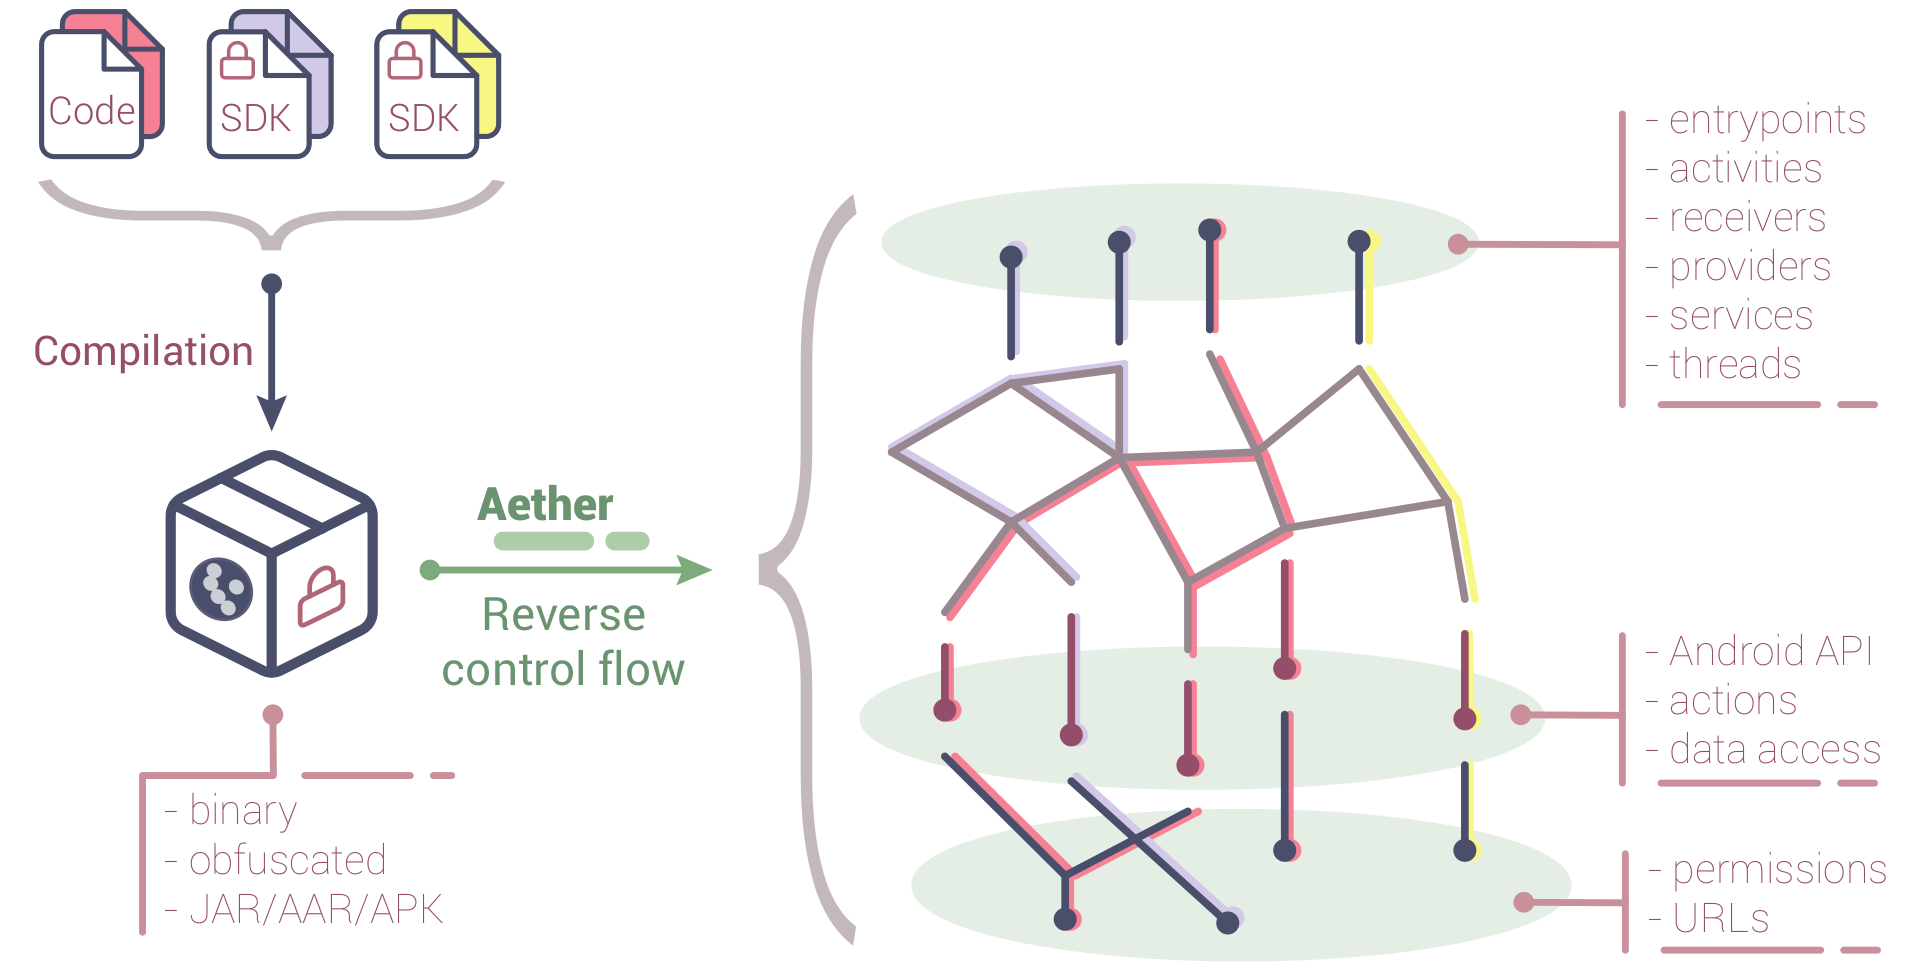 Code
SDK
SDK
Compilation
Aether
Reverse
control flow
- binary
- obfuscated
- JAR/AAR/APK
- entrypoints
- activities
- receivers
- providers
- services
- threads
- Android API
- actions
- data access
- permissions
- URLs